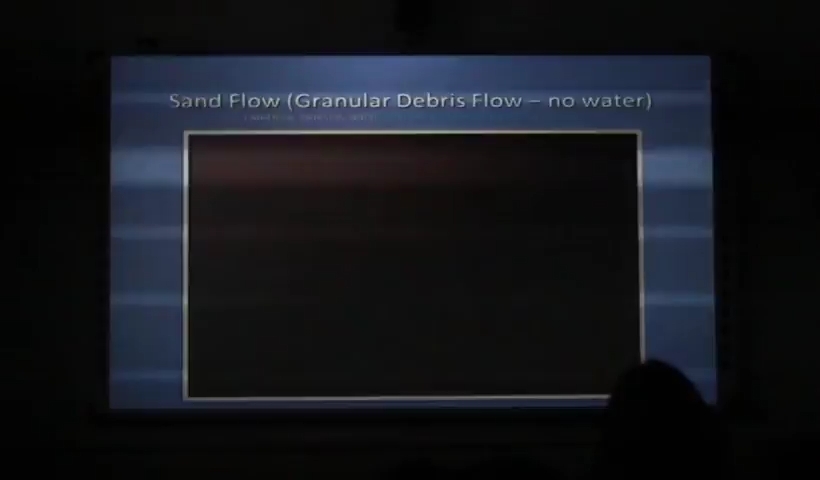 Sand Flow (Granular Debris Flow – no water)